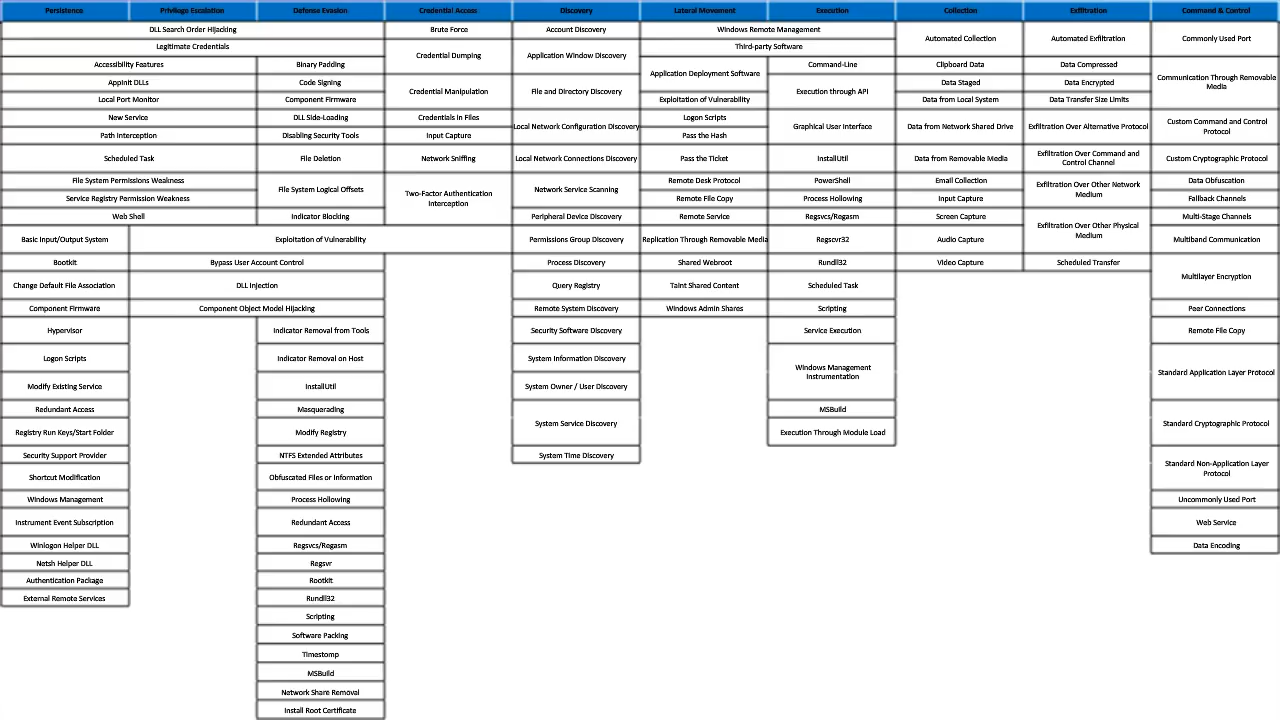 Persistence
Privilege Escalation
Defense Evasion
Credential Access
Discovery
Lateral Movement
Execution
Collection
Exfiltration
Command & Control
DLL Search Order Hijacking
Legitimate Credentials
Accessibility Features
AppInit DLLs
Local Port Monitor
New Service
Path Interception
Scheduled Task
File System Permissions Weakness
Service Registry Permission Weakness
Web Shell
Basic Input/Output System
Bootkit
Change Default File Association
Component Firmware
Hypervisor
Logon Scripts
Modify Existing Service
Redundant Access
Registry Run Keys/Start Folder
Security Support Provider
Shortcut Modification
Windows Management
Instrument Event Subscription
Winlogon Helper DLL
Netsh Helper DLL
Authentication Package
External Remote Services
Exploitation of Vulnerability
Bypass User Account Control
DLL Injection
Component Object Model Hijacking
Binary Padding
Code Signing
Component Firmware
DLL Side-Loading
Disabling Security Tools
File Deletion
File System Logical Offsets
Indicator Blocking
Indicator Removal from Tools
Indicator Removal on Host
InstallUtil
Masquerading
Modify Registry
NTFS Extended Attributes
Obfuscated Files or Information
Process Hollowing
Redundant Access
Regsvcs/Regasm
Regsvr
Rootkit
Rundll32
Scripting
Software Packing
Timestomp
MSBuild
Network Share Removal
Install Root Certificate
Brute Force
Credential Dumping
Credential Manipulation
Credentials in Files
Input Capture
Network Sniffing
Two-Factor Authentication
Interception
Account Discovery
Application Window Discovery
File and Directory Discovery
Local Network Configuration Discovery
Local Network Connections Discovery
Network Service Scanning
Peripheral Device Discovery
Permissions Group Discovery
Process Discovery
Query Registry
Remote System Discovery
Security Software Discovery
System Information Discovery
System Owner / User Discovery
System Service Discovery
System Time Discovery
Windows Remote Management
Third-party Software
Application Deployment Software
Exploitation of Vulnerability
Logon Scripts
Pass the Hash
Pass the Ticket
Remote Desk Protocol
Remote File Copy
Remote Service
Replication Through Removable Media
Shared Webroot
Taint Shared Content
Windows Admin Shares
Command-Line
Execution through API
Graphical User Interface
InstallUtil
PowerShell
Process Hollowing
Regsvcs/Regasm
Regscvr32
Rundll32
Scheduled Task
Scripting
Service Execution
Windows Management
Instrumentation
MSBuild
Execution Through Module Load
Automated Collection
Clipboard Data
Data Staged
Data from Local System
Data from Network Shared Drive
Data from Removable Media
Email Collection
Input Capture
Screen Capture
Audio Capture
Video Capture
Automated Exfiltration
Data Compressed
Data Encrypted
Data Transfer Size Limits
Exfiltration Over Alternative Protocol
Exfiltration Over Command and
Control Channel
Exfiltration Over Other Network
Medium
Exfiltration Over Other Physical
Medium
Scheduled Transfer
Commonly Used Port
Communication Through Removable
Media
Custom Command and Control
Protocol
Custom Cryptographic Protocol
Data Obfuscation
Fallback Channels
Multi-Stage Channels
Multiband Communication
Multilayer Encryption
Peer Connections
Remote File Copy
Standard Application Layer Protocol
Standard Cryptographic Protocol
Standard Non-Application Layer
Protocol
Uncommonly Used Port
Web Service
Data Encoding